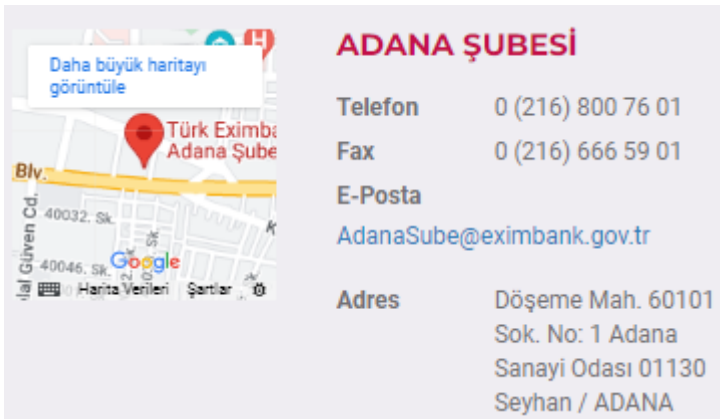 Daha büyük haritayı
görüntüle
H
Türk Eximba
Adana Şube
Blv.
40032. Sk.
40046. Sk.
Google
Harita Verileri
Şartlar
ADANA ŞUBESİ
Telefon 0 (216) 800 76 01
Fax 0 (216) 666 59 01
E-Posta
AdanaSube@eximbank.gov.tr
Adres Döşeme Mah. 60101
Sok. No: 1 Adana
Sanayi Odası 01130
Seyhan / ADANA